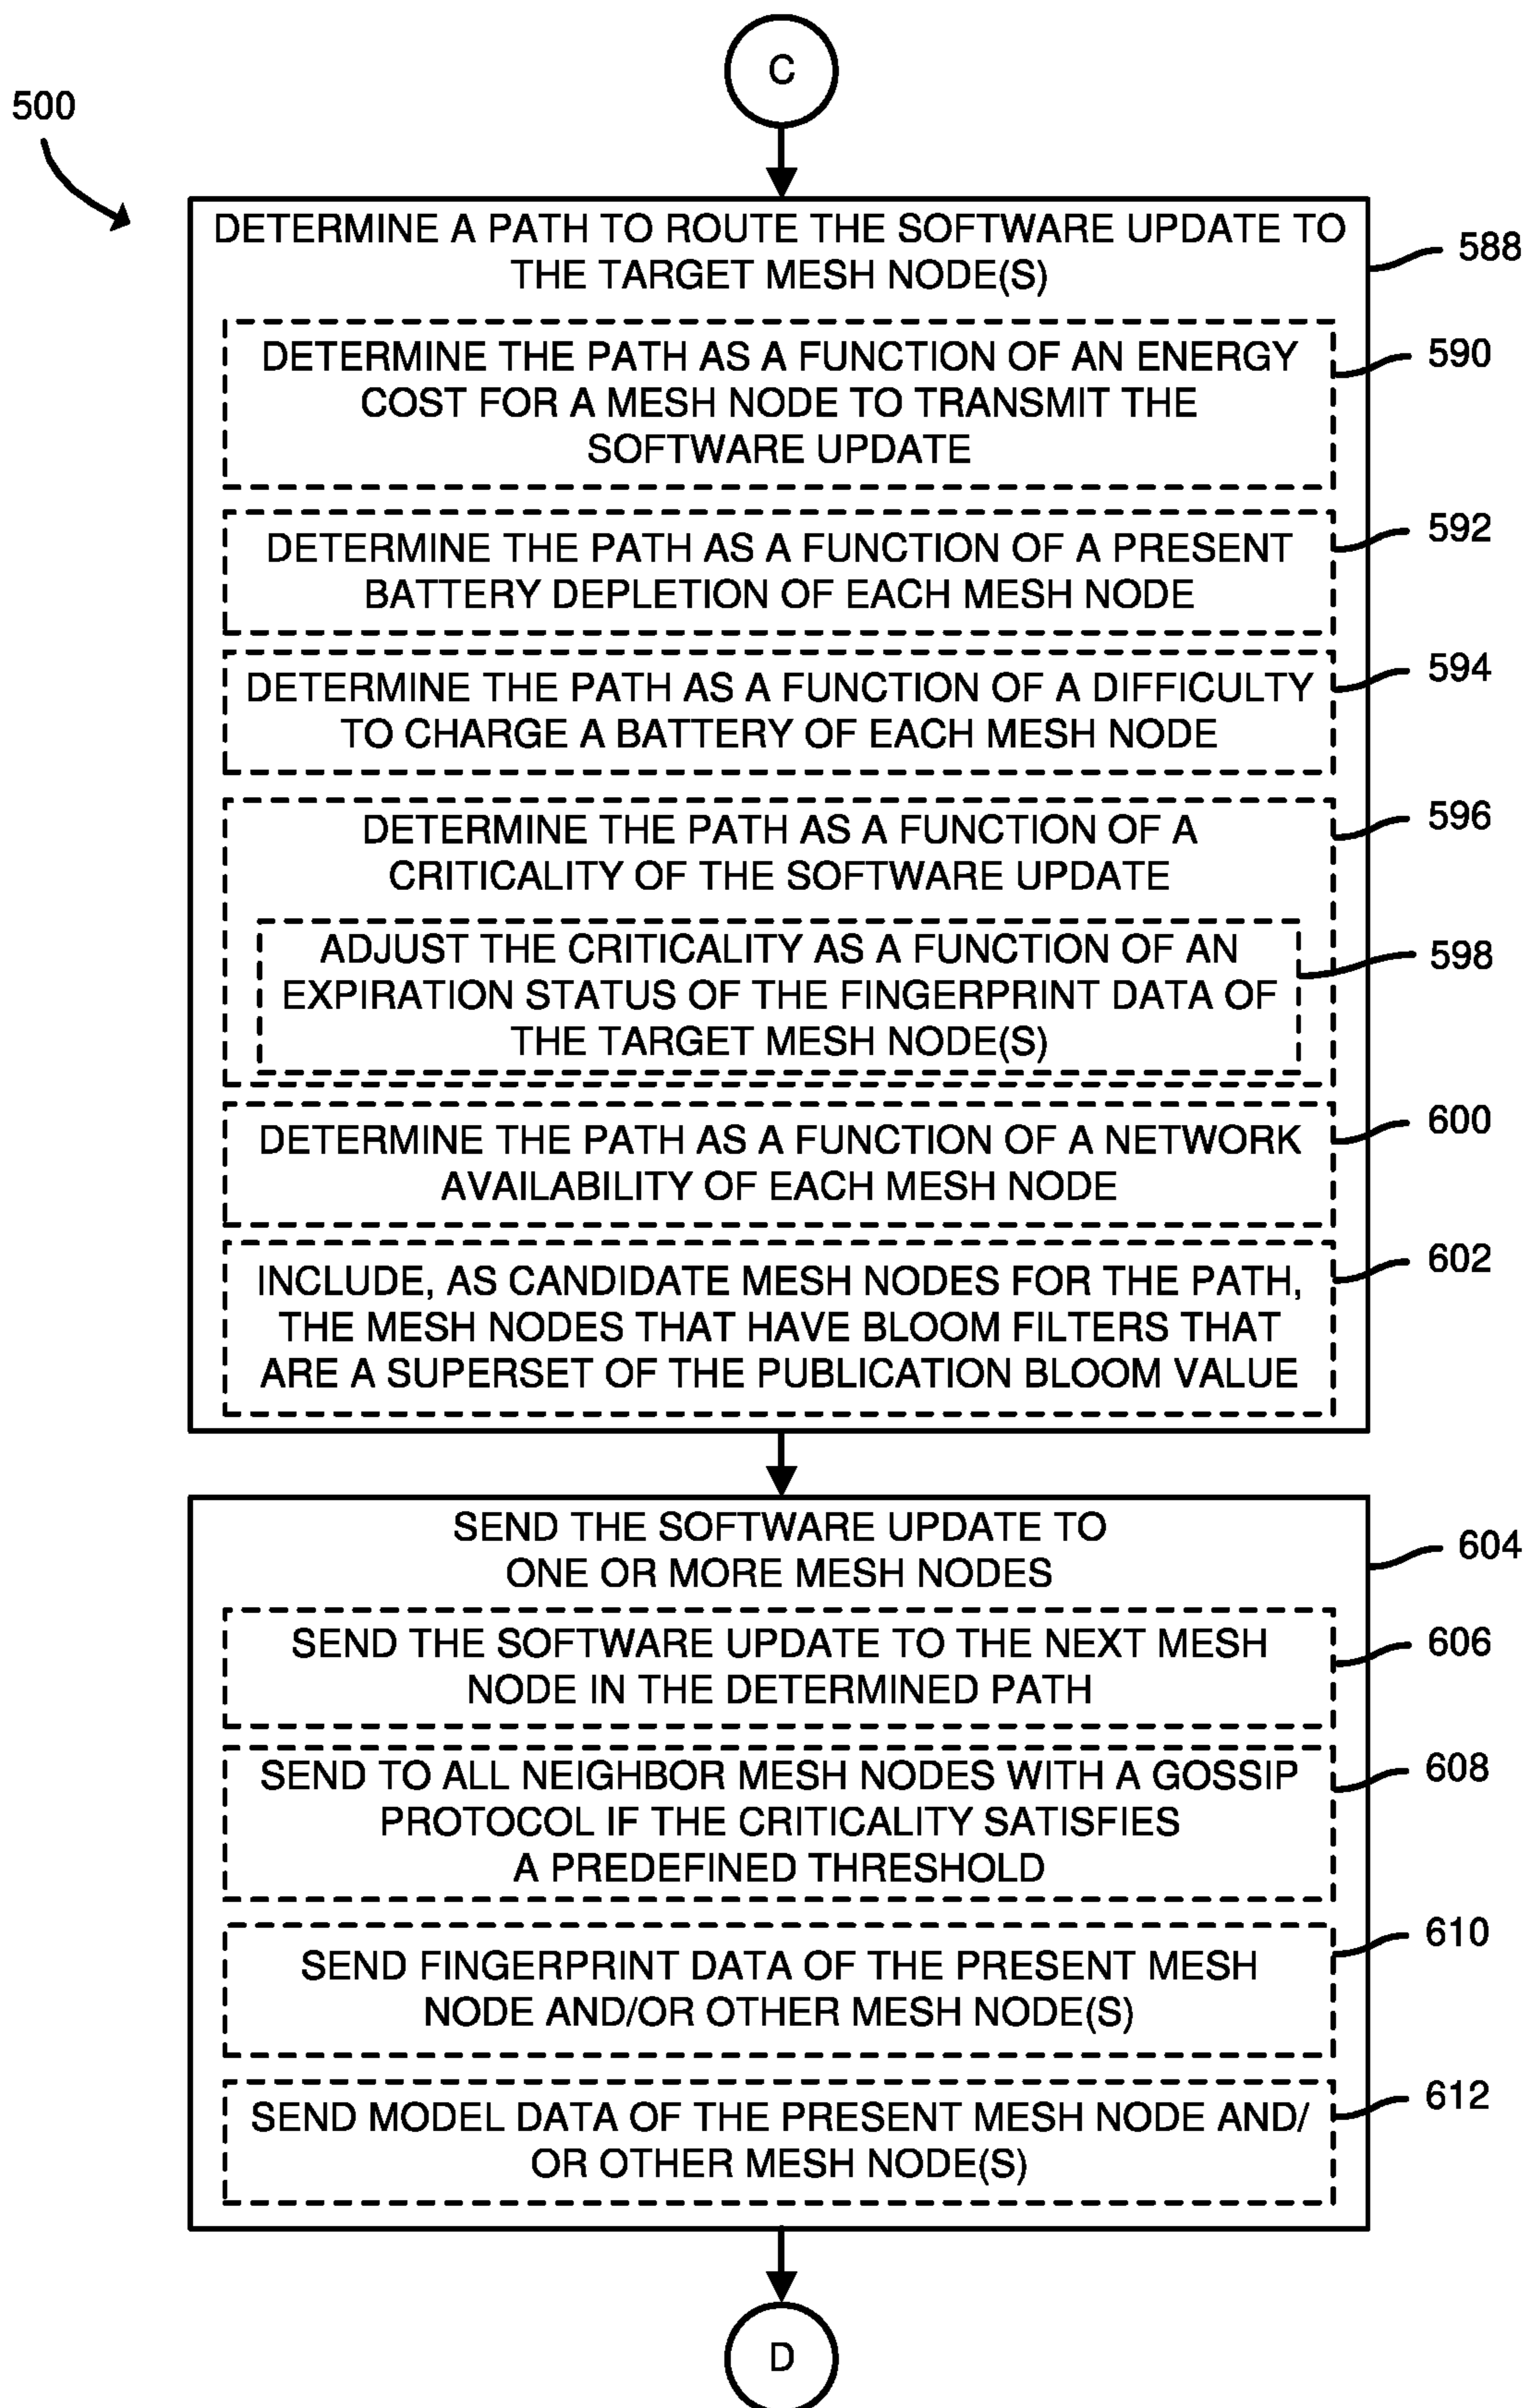 C
500
DETERMINE A PATH TO ROUTE THE SOFTWARE UPDATE TO
THE TARGET MESH NODE(S)
588
DETERMINE THE PATH AS A FUNCTION OF AN ENERGY
COST FOR A MESH NODE TO TRANSMIT THE
SOFTWARE UPDATE
590
DETERMINE THE PATH AS A FUNCTION OF A PRESENT
BATTERY DEPLETION OF EACH MESH NODE
592
DETERMINE THE PATH AS A FUNCTION OF A DIFFICULTY
TO CHARGE A BATTERY OF EACH MESH NODE
594
DETERMINE THE PATH AS A FUNCTION OF A
CRITICALITY OF THE SOFTWARE UPDATE
596
ADJUST THE CRITICALITY AS A FUNCTION OF AN
EXPIRATION STATUS OF THE FINGERPRINT DATA OF
THE TARGET MESH NODE(S)
598
DETERMINE THE PATH AS A FUNCTION OF A NETWORK
AVAILABILITY OF EACH MESH NODE
600
INCLUDE, AS CANDIDATE MESH NODES FOR THE PATH,
THE MESH NODES THAT HAVE BLOOM FILTERS THAT
ARE A SUPERSET OF THE PUBLICATION BLOOM VALUE
602
SEND THE SOFTWARE UPDATE TO
ONE OR MORE MESH NODES
604
SEND THE SOFTWARE UPDATE TO THE NEXT MESH
NODE IN THE DETERMINED PATH
606
SEND TO ALL NEIGHBOR MESH NODES WITH A GOSSIP
PROTOCOL IF THE CRITICALITY SATISFIES
A PREDEFINED THRESHOLD
608
SEND FINGERPRINT DATA OF THE PRESENT MESH
NODE AND/OR OTHER MESH NODE(S)
610
SEND MODEL DATA OF THE PRESENT MESH NODE AND/
OR OTHER MESH NODE(S)
612
D